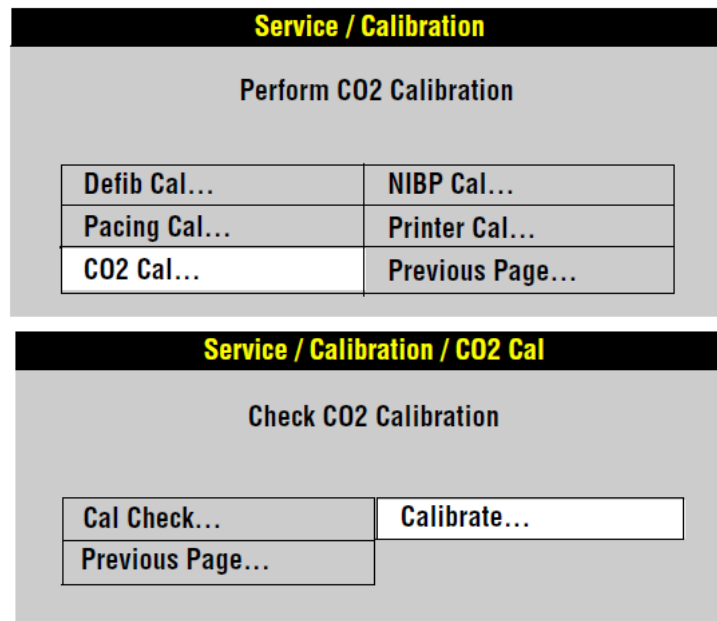 Service / Calibration
Perform CO2 Calibration
Defib Cal... NIBP Cal...
Pacing Cal... Printer Cal...
CO2 Cal... Previous Page...
Service / Calibration / CO2 Cal
Check CO2 Calibration
Cal Check... Calibrate...
Previous Page...